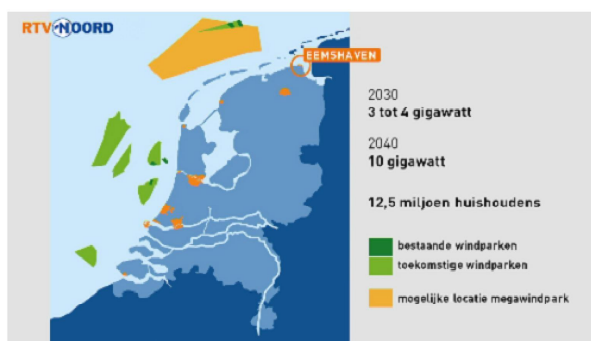 RTV NOORD
EEMSHAVEN
2030
3 tot 4 gigawatt
2040
10 gigawatt
12,5 miljoen huishoudens
bestaande windparken
toekomstige windparken
mogelijke locatie megawindpark